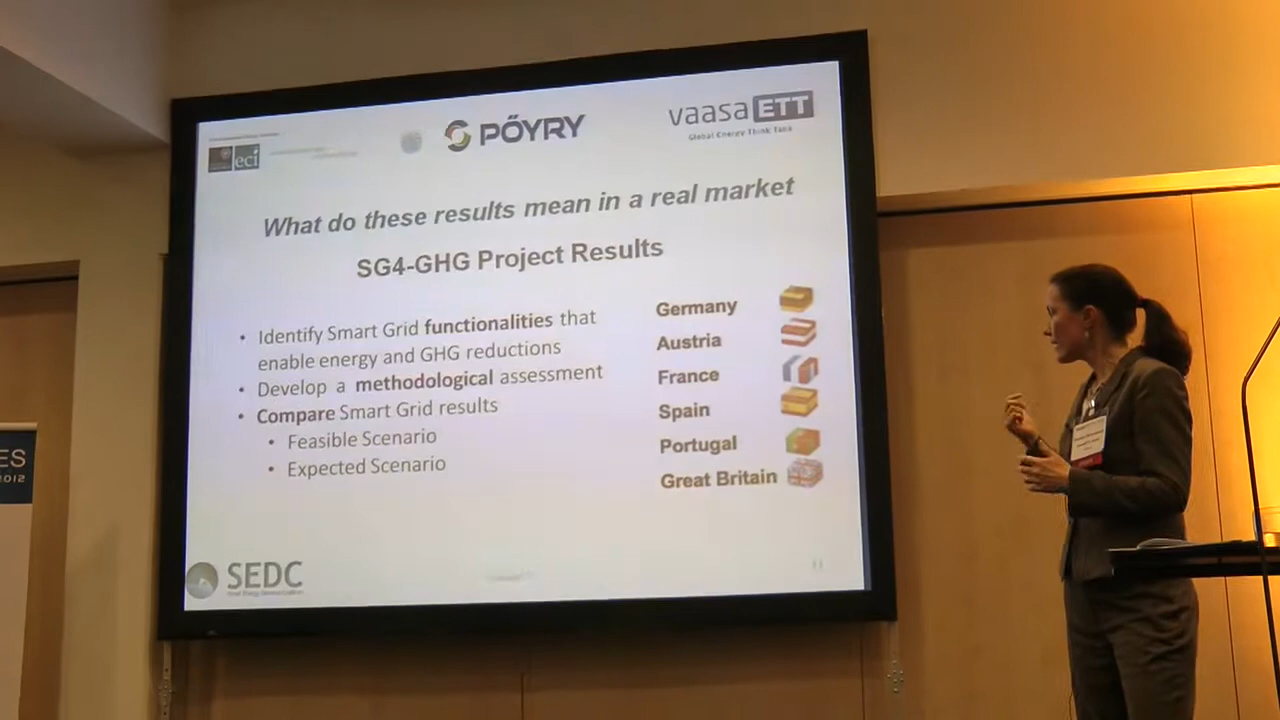 eci
PÖYRY
vaasaETT
Global Energy Think Tank
What do these results mean in a real market
SG4-GHG Project Results
• Identify Smart Grid functionalities that
enable energy and GHG reductions
• Develop a methodological assessment
• Compare Smart Grid results
• Feasible Scenario
• Expected Scenario
Germany
Austria
France
Spain
Portugal
Great Britain
SEDC
11
ES
2012